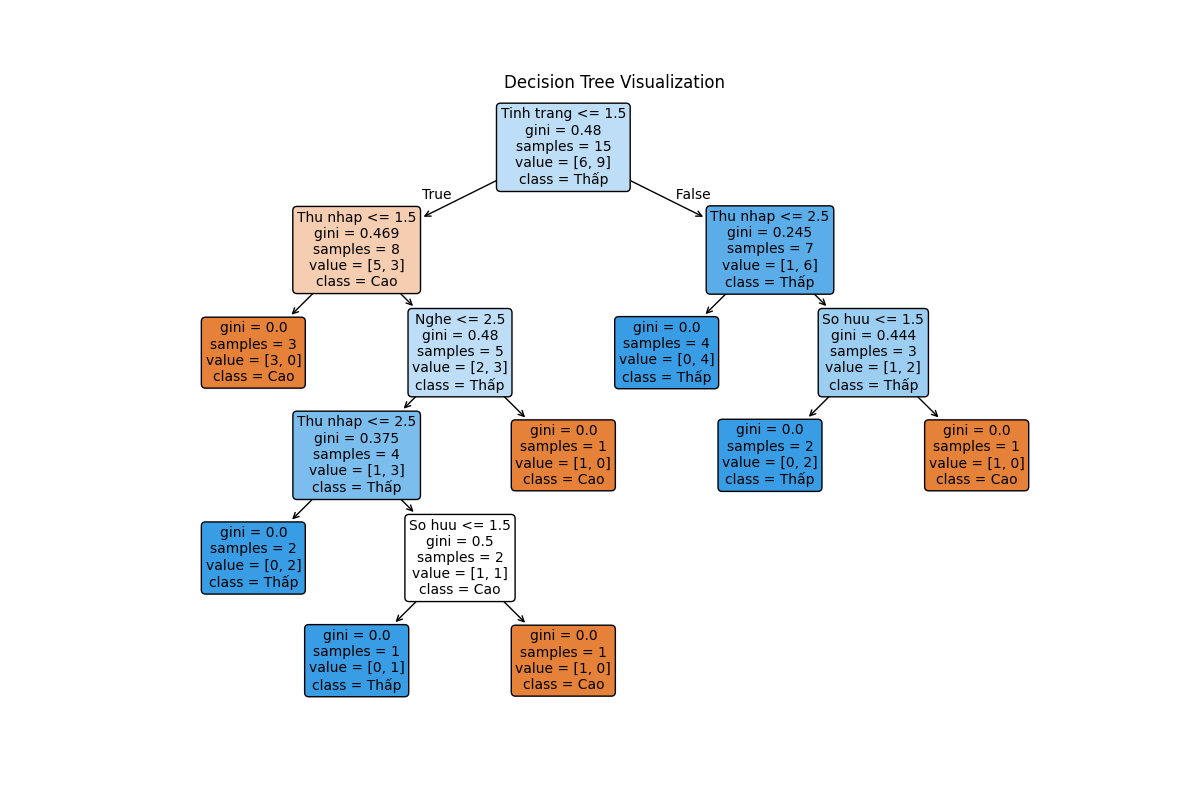 Decision Tree Visualization
Tinh trang <= 1.5
gini = 0.48
samples = 15
value = [6, 9]
class = Thấp
True
False
Thu nhap <= 1.5
gini = 0.469
samples = 8
value = [5, 3]
class = Cao
Thu nhap <= 2.5
gini = 0.245
samples = 7
value = [1, 6]
class = Thấp
gini = 0.0
samples = 3
value = [3, 0]
class = Cao
Nghe <= 2.5
gini = 0.48
samples = 5
value = [2, 3]
class = Thấp
gini = 0.0
samples = 4
value = [0, 4]
class = Thấp
So huu <= 1.5
gini = 0.444
samples = 3
value = [1, 2]
class = Thấp
Thu nhap <= 2.5
gini = 0.375
samples = 4
value = [1, 3]
class = Thấp
gini = 0.0
samples = 1
value = [1, 0]
class = Cao
gini = 0.0
samples = 2
value = [0, 2]
class = Thấp
gini = 0.0
samples = 1
value = [1, 0]
class = Cao
gini = 0.0
samples = 2
value = [0, 2]
class = Thấp
So huu <= 1.5
gini = 0.5
samples = 2
value = [1, 1]
class = Cao
gini = 0.0
samples = 1
value = [0, 1]
class = Thấp
gini = 0.0
samples = 1
value = [1, 0]
class = Cao